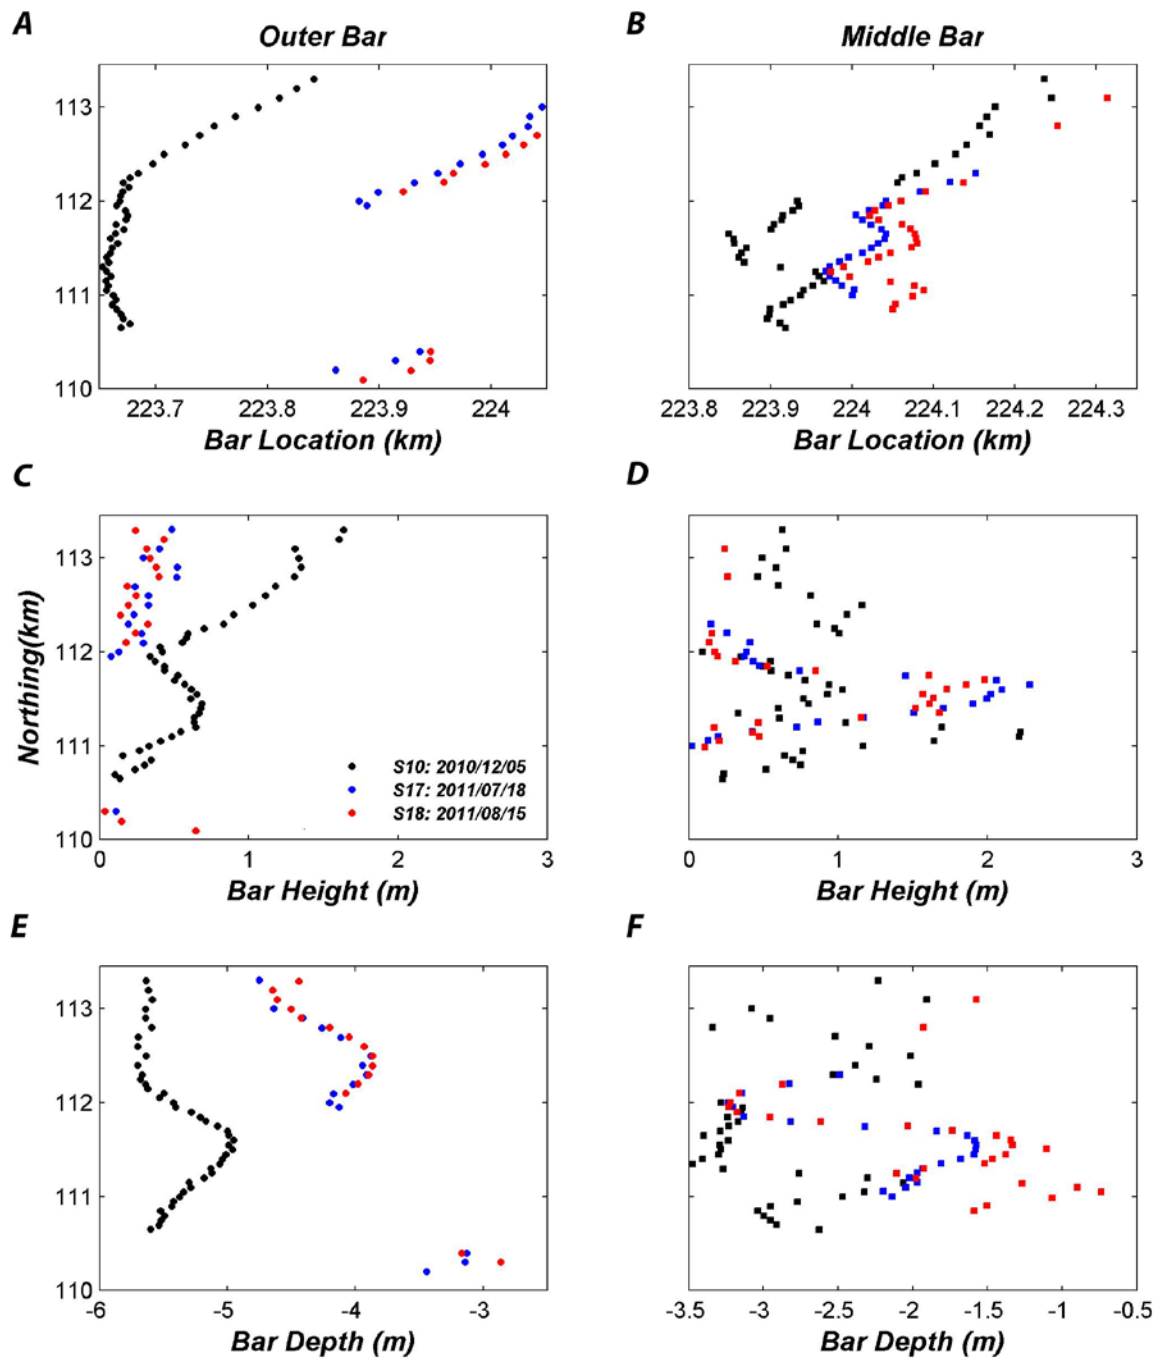 A
Outer Bar
B
Middle Bar
113
112
111
110
223.7 223.8 223.9 224
Bar Location (km)
223.8 223.9 224 224.1 224.2 224.3
Bar Location (km)
C
D
Northing(km)
113
112
111
110
S10: 2010/12/05
S17: 2011/07/18
S18: 2011/08/15
0 1 2 3
Bar Height (m)
0 1 2 3
Bar Height (m)
E
F
113
112
111
110
-6 -5 -4 -3
Bar Depth (m)
-3.5 -3 -2.5 -2 -1.5 -1 -0.5
Bar Depth (m)